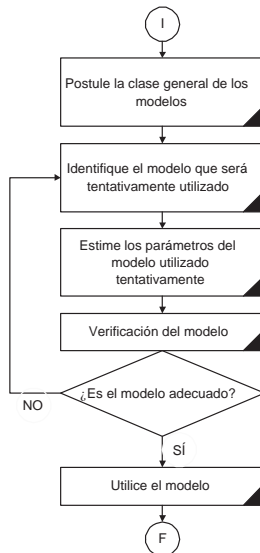 I
Postule la clase general de los
modelos
Identifique el modelo que será
tentativamente utilizado
Estime los parámetros del
modelo utilizado
tentativamente
Verificación del modelo
¿Es el modelo adecuado?
NO
SÍ
Utilice el modelo
F